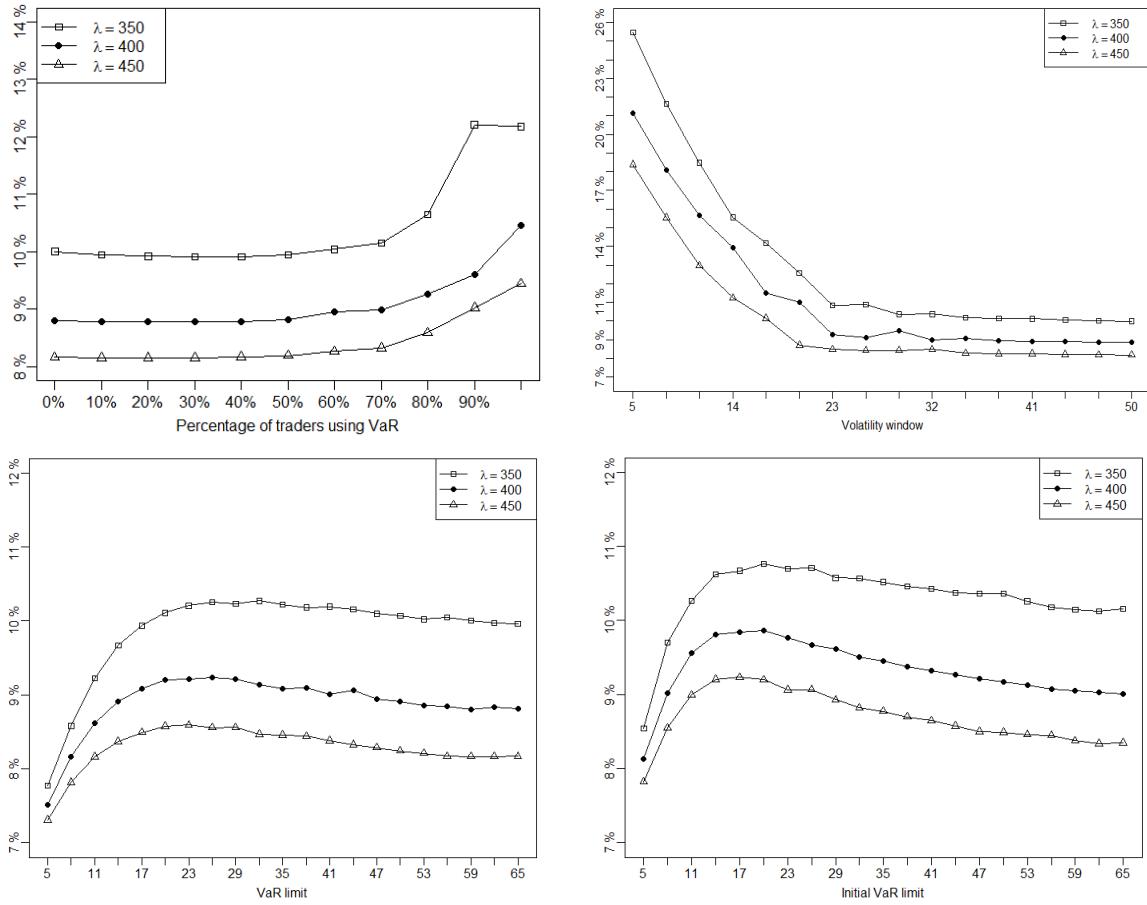 14%
13%
12%
11%
10%
9%
8%
λ = 350
λ = 400
λ = 450
0% 10% 20% 30% 40% 50% 60% 70% 80% 90%
Percentage of traders using VaR
26 %
23 %
20 %
17 %
14 %
11 %
9 %
7 %
λ = 350
λ = 400
λ = 450
5 14 23 32 41 50
Volatility window
12 %
11 %
10 %
9 %
8 %
7 %
λ = 350
λ = 400
λ = 450
5 11 17 23 29 35 41 47 53 59 65
VaR limit
12 %
11 %
10 %
9 %
8 %
7 %
λ = 350
λ = 400
λ = 450
5 11 17 23 29 35 41 47 53 59 65
Initial VaR limit